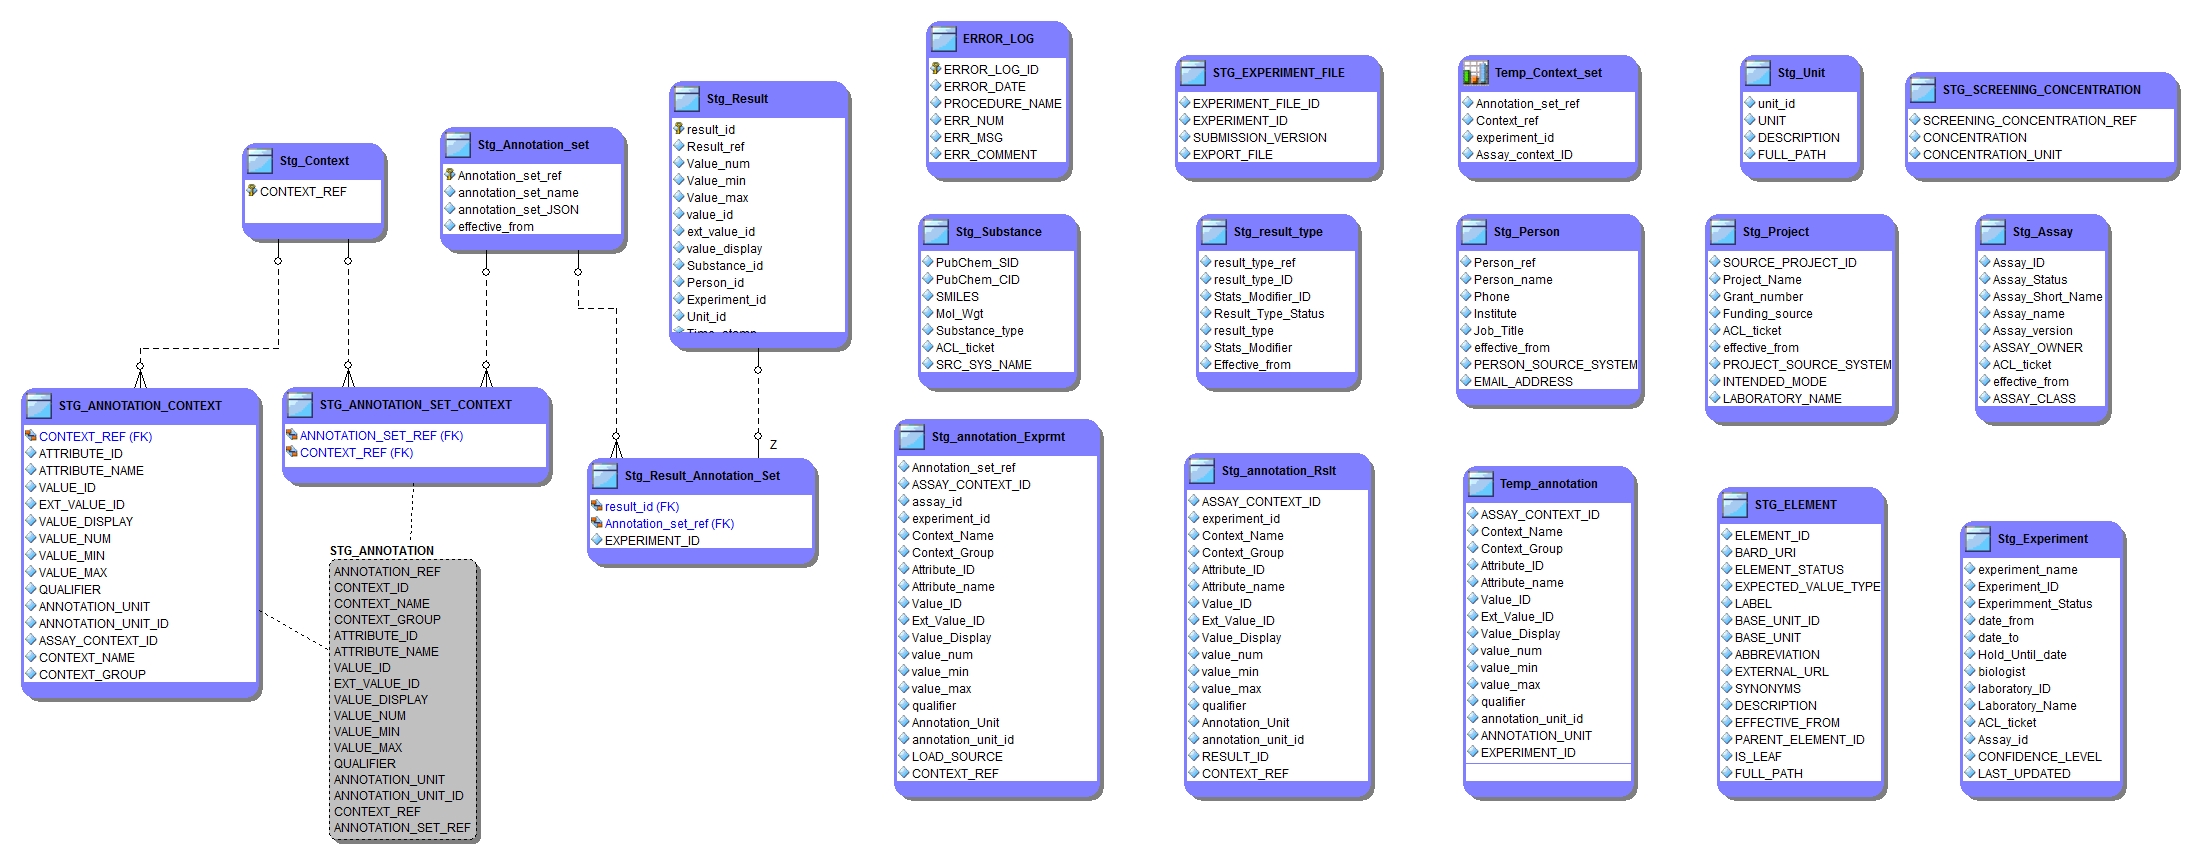 Stg_Context
CONTEXT_REF
Stg_Annotation_set
Annotation_set_ref
annotation_set_name
annotation_set_JSON
effective_from
Stg_Result
result_id
Result_ref
Value_num
Value_min
Value_max
value_id
ext_value_id
value_display
Substance_id
Person_id
Experiment_id
Unit_id
Time_stamp
ERROR_LOG
ERROR_LOG_ID
ERROR_DATE
PROCEDURE_NAME
ERR_NUM
ERR_MSG
ERR_COMMENT
STG_EXPERIMENT_FILE
EXPERIMENT_FILE_ID
EXPERIMENT_ID
SUBMISSION_VERSION
EXPORT_FILE
Temp_Context_set
Annotation_set_ref
Context_ref
experiment_id
Assay_context_ID
Stg_Unit
unit_id
UNIT
DESCRIPTION
FULL_PATH
STG_SCREENING_CONCENTRATION
SCREENING_CONCENTRATION_REF
CONCENTRATION
CONCENTRATION_UNIT
Stg_Substance
PubChem_SID
PubChem_CID
SMILES
Mol_Wgt
Substance_type
ACL_ticket
SRC_SYS_NAME
Stg_result_type
result_type_ref
result_type_ID
Stats_Modifier_ID
Result_Type_Status
result_type
Stats_Modifier
Effective_from
Stg_Person
Person_ref
Person_name
Phone
Institute
Job_Title
effective_from
PERSON_SOURCE_SYSTEM
EMAIL_ADDRESS
Stg_Project
SOURCE_PROJECT_ID
Project_Name
Grant_number
Funding_source
ACL_ticket
effective_from
PROJECT_SOURCE_SYSTEM
INTENDED_MODE
LABORATORY_NAME
Stg_Assay
Assay_ID
Assay_Status
Assay_Short_Name
Assay_name
Assay_version
ASSAY_OWNER
ACL_ticket
effective_from
ASSAY_CLASS
STG_ANNOTATION_CONTEXT
CONTEXT_REF (FK)
ATTRIBUTE_ID
ATTRIBUTE_NAME
VALUE_ID
EXT_VALUE_ID
VALUE_DISPLAY
VALUE_NUM
VALUE_MIN
VALUE_MAX
QUALIFIER
ANNOTATION_UNIT
ANNOTATION_UNIT_ID
ASSAY_CONTEXT_ID
CONTEXT_NAME
CONTEXT_GROUP
STG_ANNOTATION_SET_CONTEXT
ANNOTATION_SET_REF (FK)
CONTEXT_REF (FK)
Z
Stg_Result_Annotation_Set
result_id (FK)
Annotation_set_ref (FK)
EXPERIMENT_ID
STG_ANNOTATION
ANNOTATION_REF
CONTEXT_ID
CONTEXT_NAME
CONTEXT_GROUP
ATTRIBUTE_ID
ATTRIBUTE_NAME
VALUE_ID
EXT_VALUE_ID
VALUE_DISPLAY
VALUE_NUM
VALUE_MIN
VALUE_MAX
QUALIFIER
ANNOTATION_UNIT
ANNOTATION_UNIT_ID
CONTEXT_REF
ANNOTATION_SET_REF
Stg_annotation_Exprmt
Annotation_set_ref
ASSAY_CONTEXT_ID
assay_id
experiment_id
Context_Name
Context_Group
Attribute_ID
Attribute_name
Value_ID
Ext_Value_ID
Value_Display
value_num
value_min
value_max
qualifier
Annotation_Unit
annotation_unit_id
LOAD_SOURCE
CONTEXT_REF
Stg_annotation_Rslt
ASSAY_CONTEXT_ID
experiment_id
Context_Name
Context_Group
Attribute_ID
Attribute_name
Value_ID
Ext_Value_ID
Value_Display
value_num
value_min
value_max
qualifier
Annotation_Unit
annotation_unit_id
RESULT_ID
CONTEXT_REF
Temp_annotation
ASSAY_CONTEXT_ID
Context_Name
Context_Group
Attribute_ID
Attribute_name
Value_ID
Ext_Value_ID
Value_Display
value_num
value_min
value_max
qualifier
annotation_unit_id
ANNOTATION_UNIT
EXPERIMENT_ID
STG_ELEMENT
ELEMENT_ID
BARD_URI
ELEMENT_STATUS
EXPECTED_VALUE_TYPE
LABEL
BASE_UNIT_ID
BASE_UNIT
ABBREVIATION
EXTERNAL_URL
SYNONYMS
DESCRIPTION
EFFECTIVE_FROM
PARENT_ELEMENT_ID
IS_LEAF
FULL_PATH
Stg_Experiment
experiment_name
Experiment_ID
Experimment_Status
date_from
date_to
Hold_Until_date
biologist
laboratory_ID
Laboratory_Name
ACL_ticket
Assay_id
CONFIDENCE_LEVEL
LAST_UPDATED